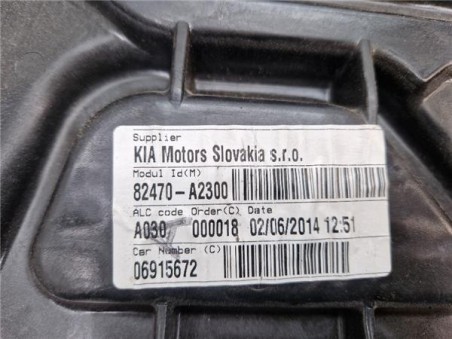 Supplier
KIA Motors Slovakia s.r.o.
Modul Id(M)
82470-A2300
ALC code Order(C) Date
A030 000018 02/06/2014 12:51
Car Number (C)
06915672